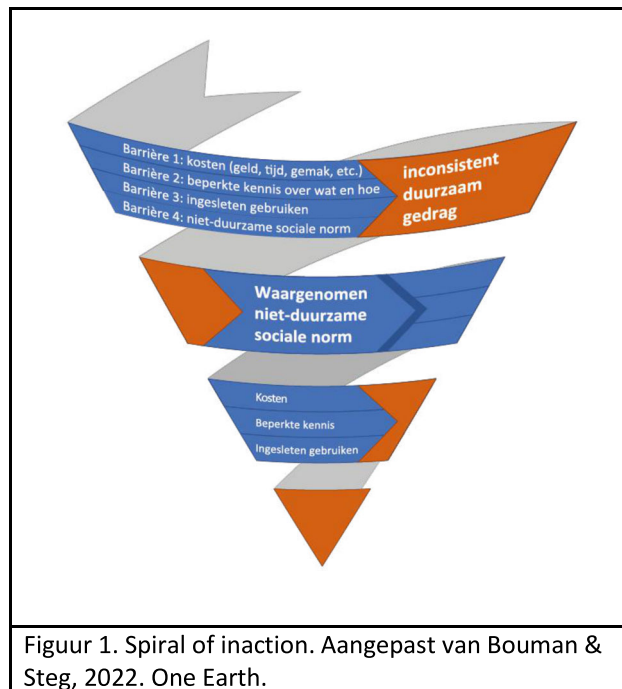 Barrière 1: kosten (geld, tijd, gemak, etc.)
Barrière 2: beperkte kennis over wat en hoe
Barrière 3: ingesleten gebruiken
Barrière 4: niet-duurzame sociale norm
inconsistent
duurzaam
gedrag
Waargenomen
niet-duurzame
sociale norm
Kosten
Beperkte kennis
Ingesleten gebruiken
Figuur 1. Spiral of inaction. Aangepast van Bouman &
Steg, 2022. One Earth.